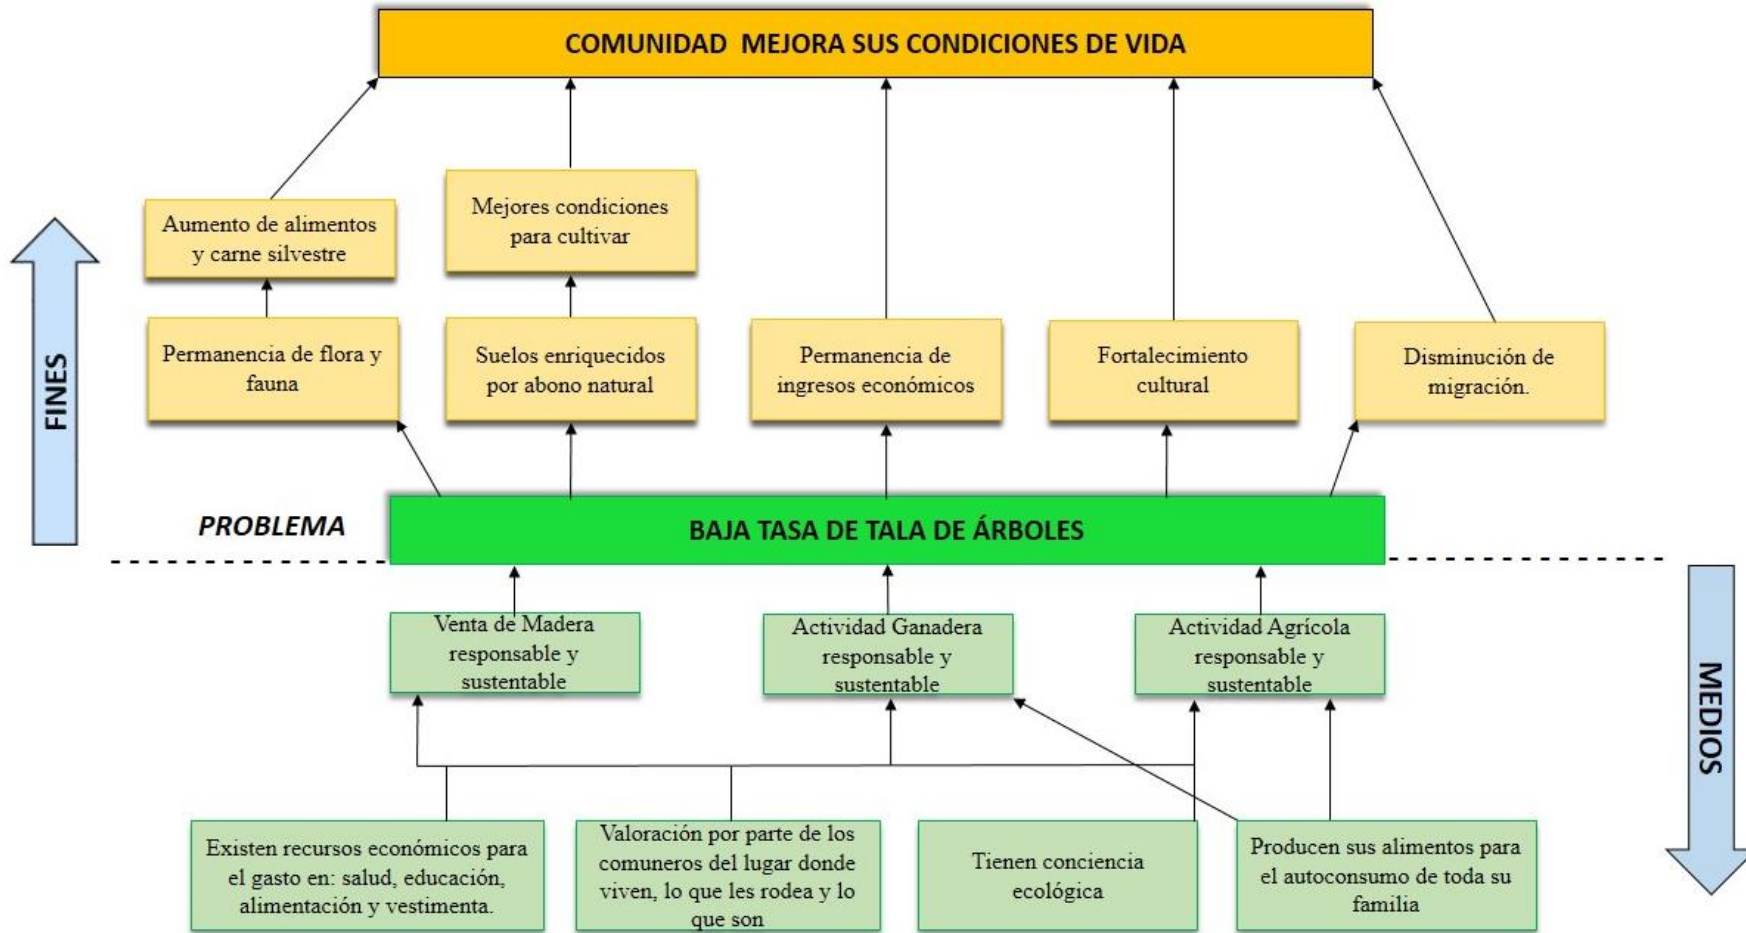 COMUNIDAD MEJORA SUS CONDICIONES DE VIDA
Aumento de alimentos
y carne silvestre
Mejores condiciones
para cultivar
FINES
Permanencia de flora y
fauna
Suelos enriquecidos
por abono natural
Permanencia de
ingresos económicos
Fortalecimiento
cultural
Disminución de
migración.
PROBLEMA
BAJA TASA DE TALA DE ÁRBOLES
Venta de Madera
responsable y
sustentable
Actividad Ganadera
responsable y
sustentable
Actividad Agrícola
responsable y
sustentable
MEDIOS
Existen recursos económicos para
el gasto en: salud, educación,
alimentación y vestimenta.
Valoración por parte de los
comuneros del lugar donde
viven, lo que les rodea y lo
que son
Tienen conciencia
ecológica
Producen sus alimentos para
el autoconsumo de toda su
familia